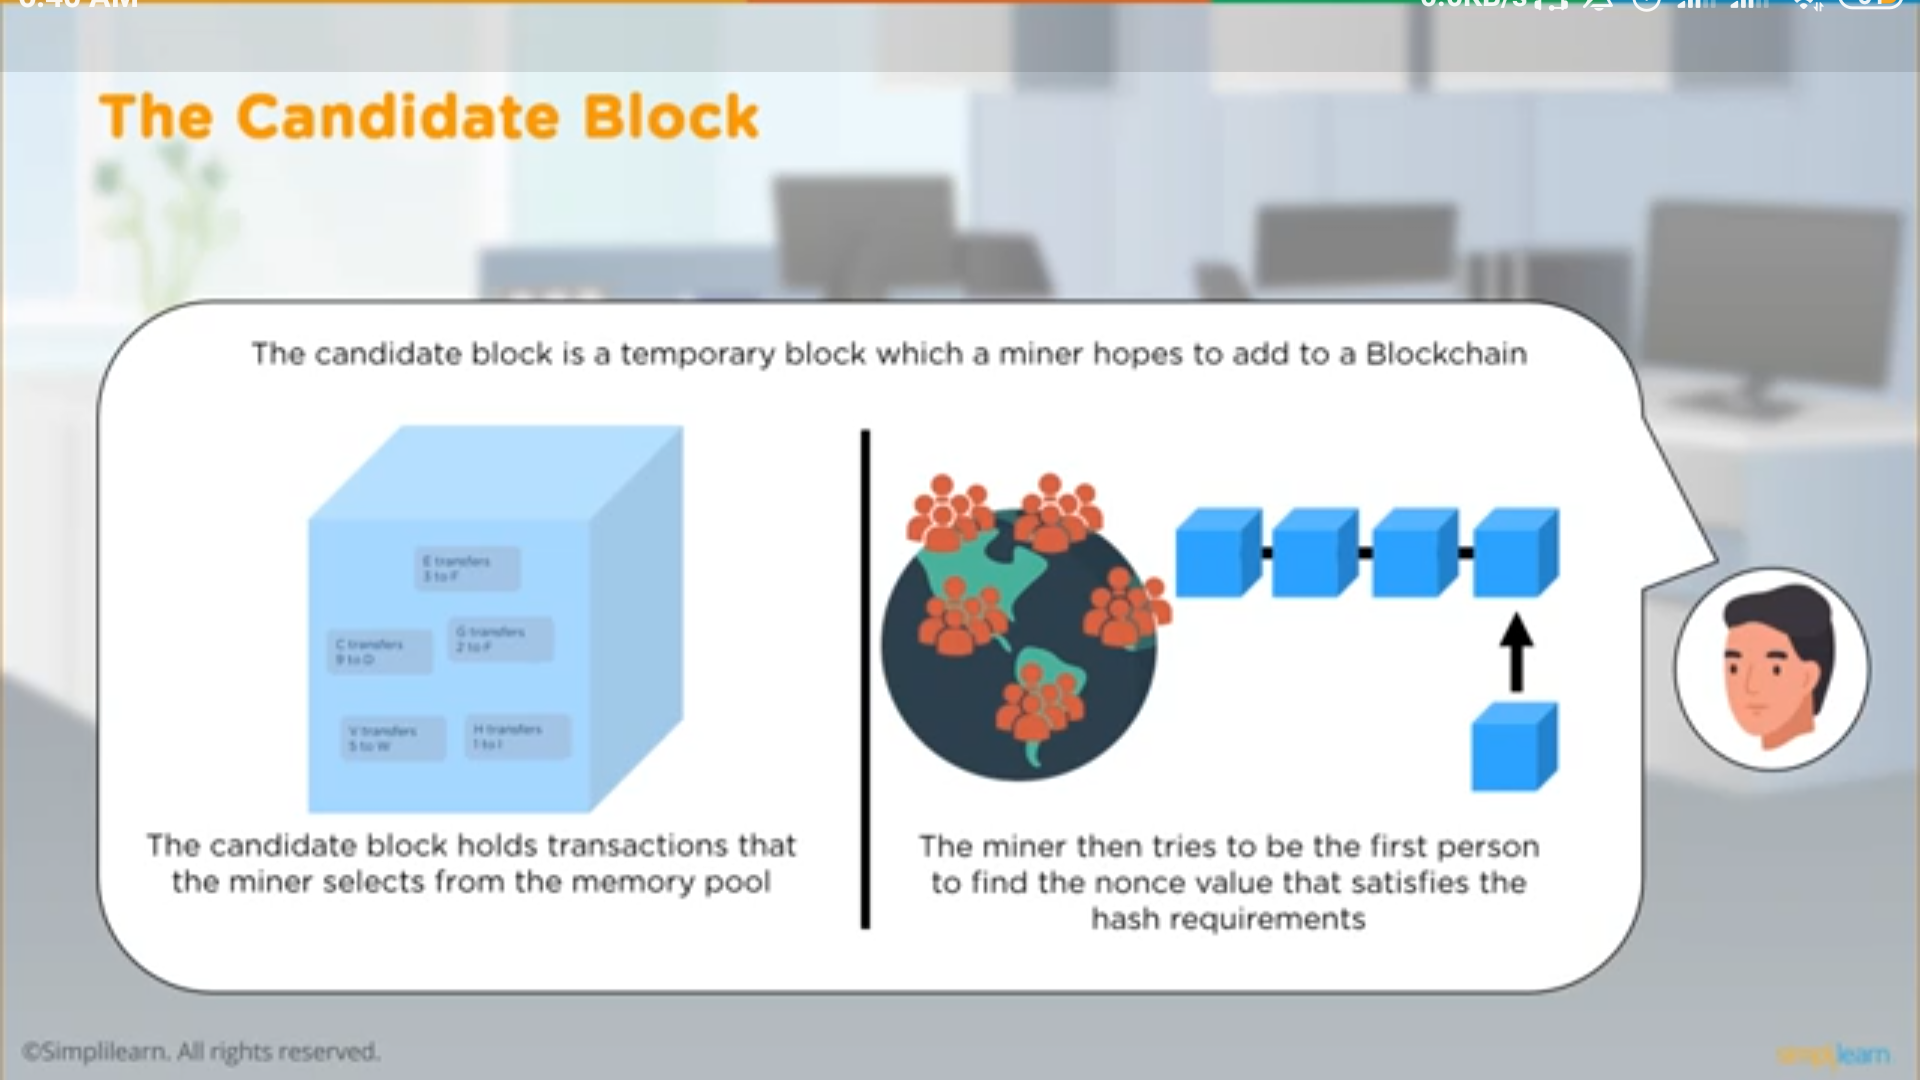 The Candidate Block
The candidate block is a temporary block which a miner hopes to add to a Blockchain
E transfers
3 to F
C transfers
9 to D
G transfers
2 to F
V transfers
5 to W
H transfers
1 to I
The candidate block holds transactions that
the miner selects from the memory pool
The miner then tries to be the first person
to find the nonce value that satisfies the
hash requirements
©Simplilearn. All rights reserved.
simplilearn